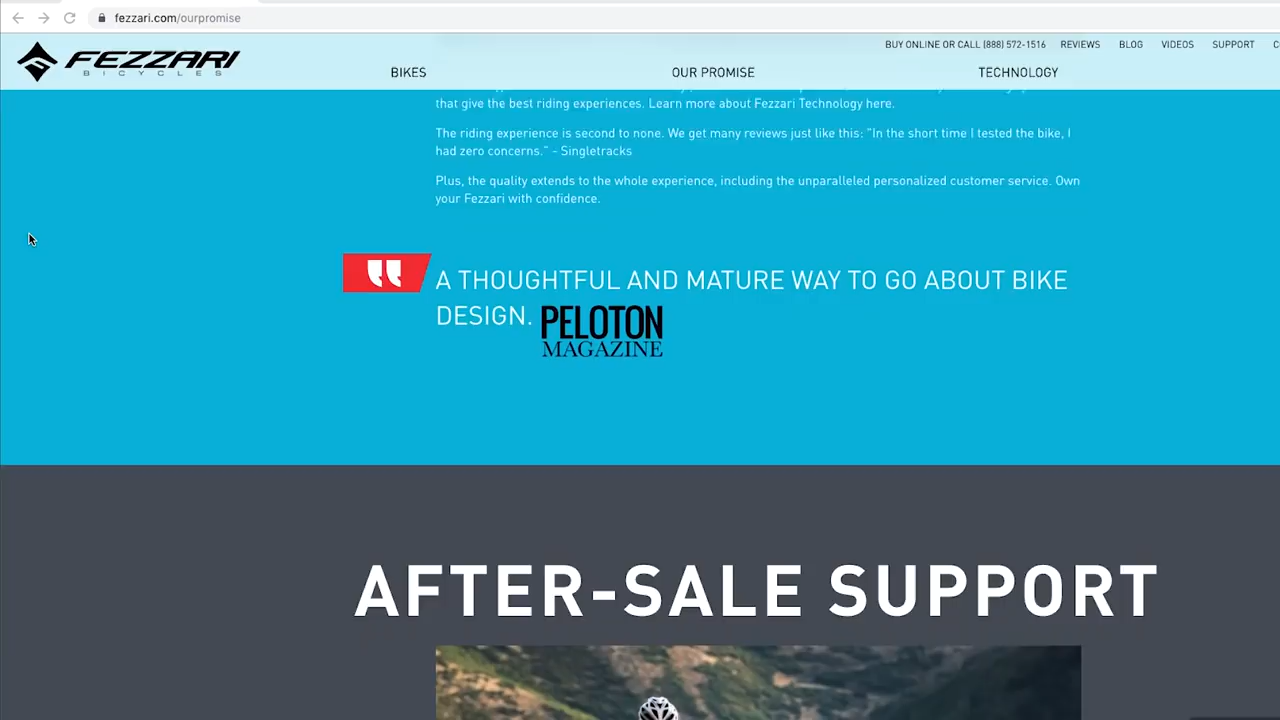 fezzari.com/ourpromise
FEZZARI
BICYCLES
BUY ONLINE OR CALL (888) 572-1516 REVIEWS BLOG VIDEOS SUPPORT
BIKES OUR PROMISE TECHNOLOGY
that give the best riding experiences. Learn more about Fezzari Technology here.
The riding experience is second to none. We get many reviews just like this: "In the short time I tested the bike, I
had zero concerns." - Singletracks
Plus, the quality extends to the whole experience, including the unparalleled personalized customer service. Own
your Fezzari with confidence.
A THOUGHTFUL AND MATURE WAY TO GO ABOUT BIKE
DESIGN. PELOTON
MAGAZINE
AFTER-SALE SUPPORT